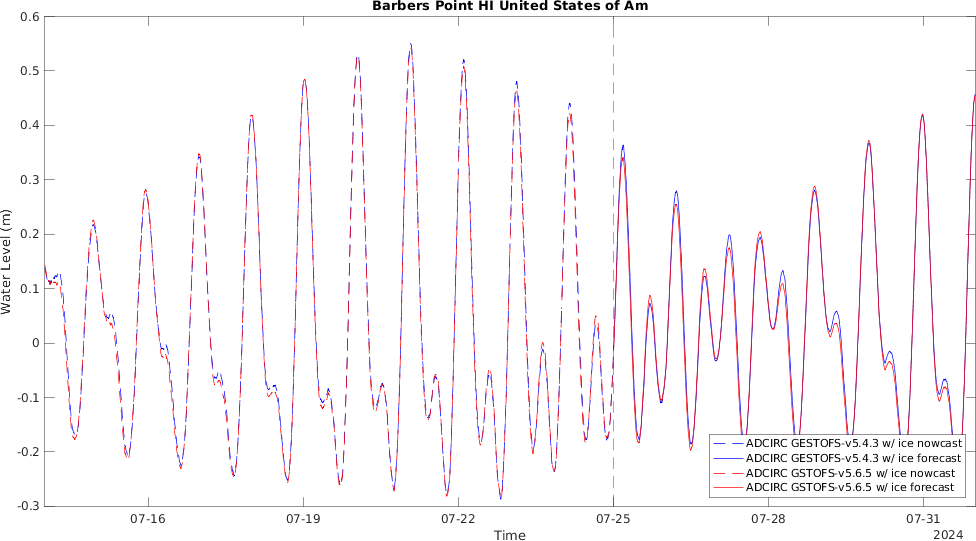 Barbers Point HI United States of Am
0.6
0.5
0.4
0.3
0.2
0.1
0
-0.1
-0.2
-0.3
Water Level (m)
ADCIRC GESTOFS-v5.4.3 w/ ice nowcast
ADCIRC GESTOFS-v5.4.3 w/ ice forecast
ADCIRC GSTOFS-v5.6.5 w/ ice nowcast
ADCIRC GSTOFS-v5.6.5 w/ ice forecast
07-16 07-19 07-22 07-25 07-28 07-31
Time 2024